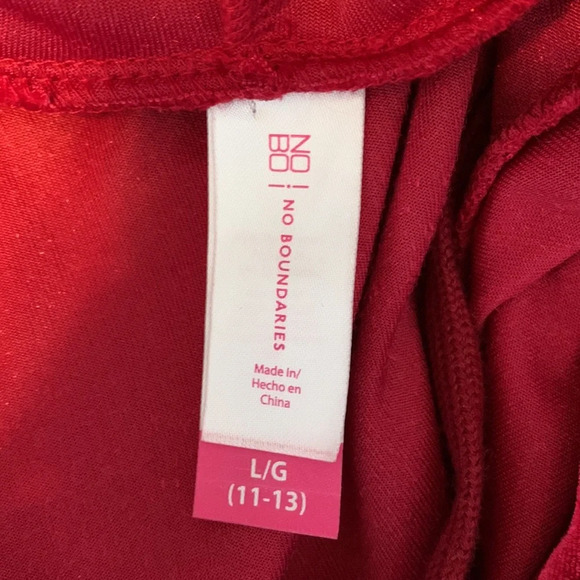 NO
BO
NO BOUNDARIES
Made in/
Hecho en
China
L/G
(11-13)